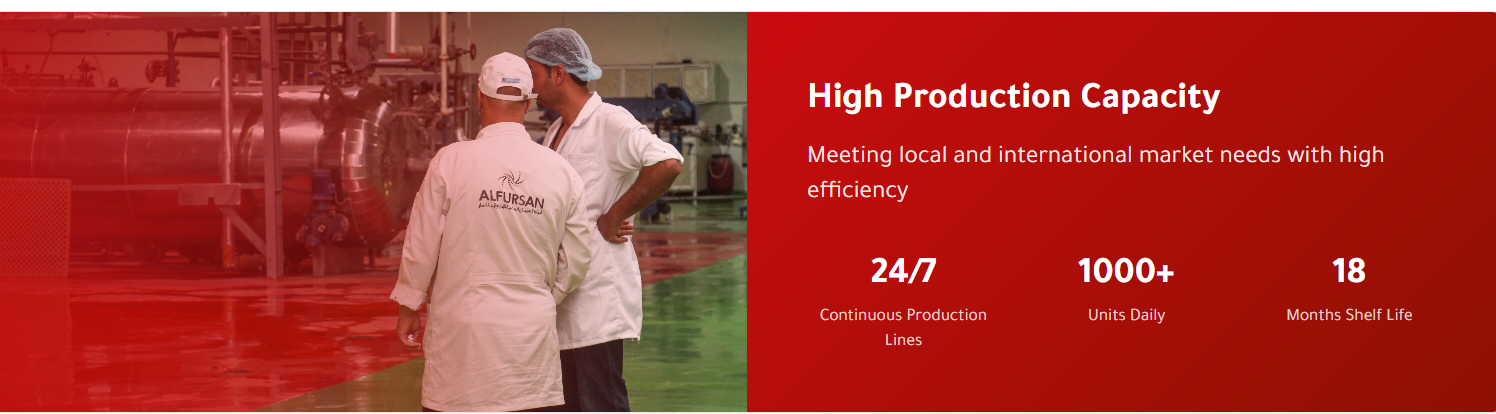 ALFURSAN
High Production Capacity
Meeting local and international market needs with high
efficiency
24/7
Continuous Production
Lines
1000+
Units Daily
18
Months Shelf Life